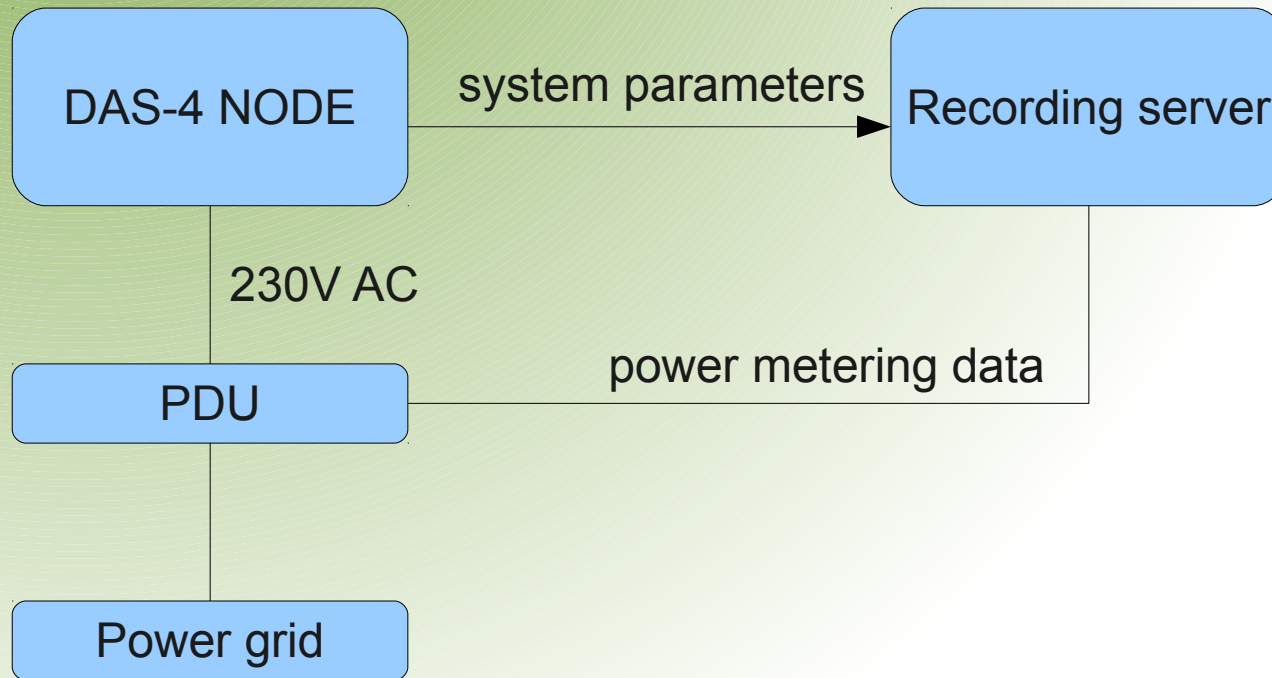 DAS-4 NODE
system parameters
Recording server
230V AC
power metering data
PDU
Power grid